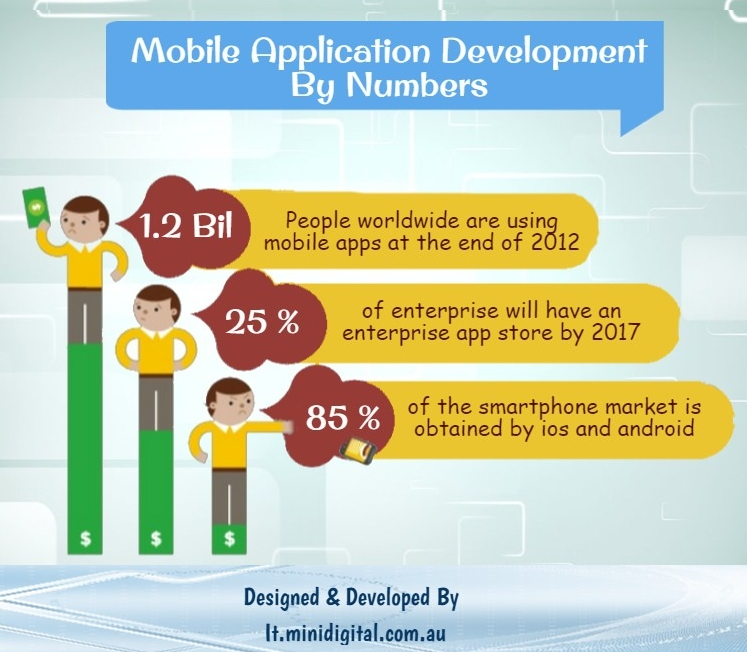 Mobile Application Development
By Numbers
1.2 Bil
People worldwide are using
mobile apps at the end of 2012
25 %
of enterprise will have an
enterprise app store by 2017
85 %
of the smartphone market is
obtained by ios and android
$ $ $
Designed & Developed By
It.minidigital.com.au